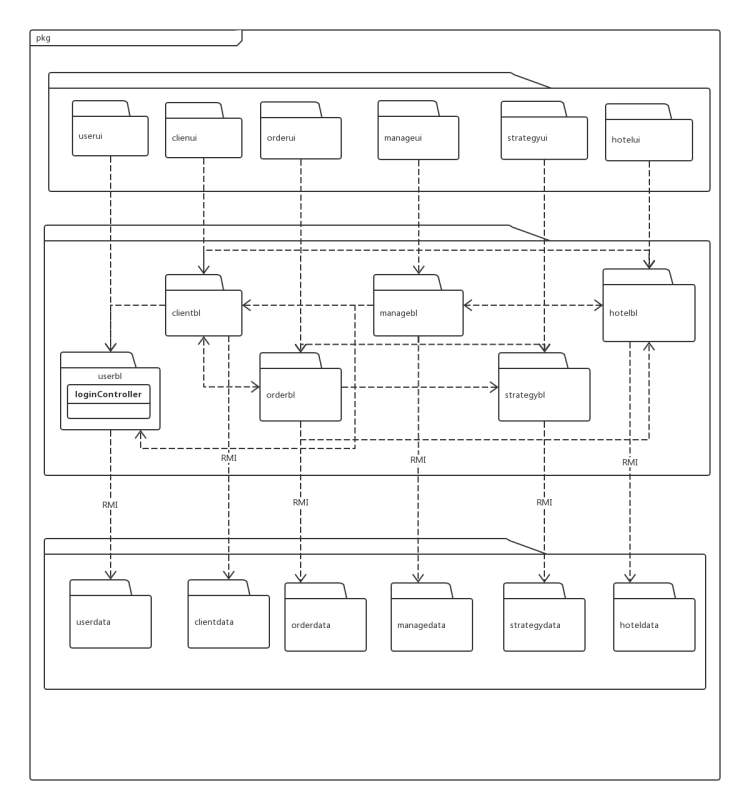 pkg
userui
clienui
orderui
manageui
strategyui
hotelui
clientbl
managebl
hotelbl
userbl
loginController
orderbl
strategybl
RMI
RMI
RMI
RMI
RMI
RMI
userdata
clientdata
orderdata
managedata
strategydata
hoteldata